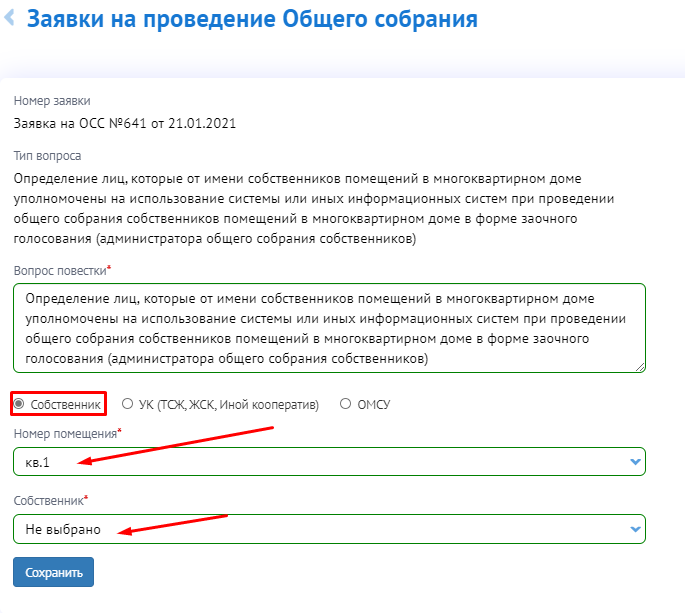 Заявки на проведение Общего собрания
Номер заявки
Заявка на ОСС №641 от 21.01.2021
Тип вопроса
Определение лиц, которые от имени собственников помещений в многоквартирном доме
уполномочены на использование системы или иных информационных систем при проведении
общего собрания собственников помещений в многоквартирном доме в форме заочного
голосования (администратора общего собрания собственников)
Вопрос повестки*
Определение лиц, которые от имени собственников помещений в многоквартирном доме
уполномочены на использование системы или иных информационных систем при проведении
общего собрания собственников помещений в многоквартирном доме в форме заочного
голосования (администратора общего собрания собственников)
Собственник УК (ТСЖ, ЖСК, Иной кооператив) ОМСУ
Номер помещения*
кв.1
Собственник*
Не выбрано
Сохранить